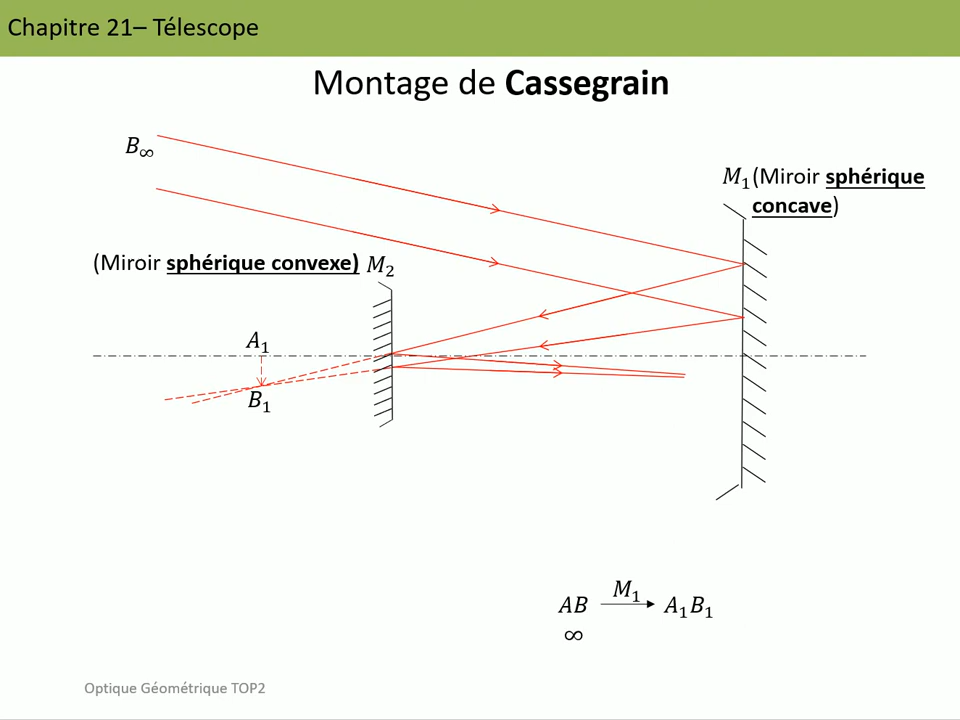 Chapitre 21– Télescope
Montage de Cassegrain
B∞
M₁(Miroir sphérique
concave)
(Miroir sphérique convexe) M₂
A₁
B₁
AB M₁ A₁B₁
∞
Optique Géométrique TOP2